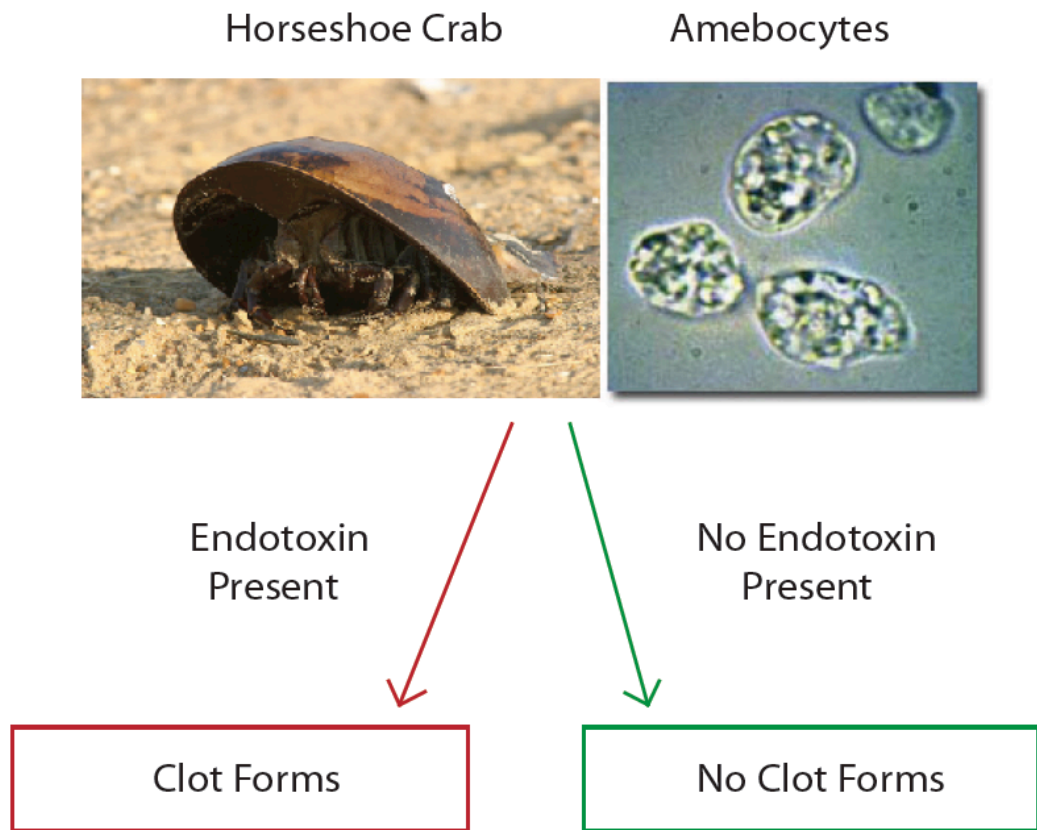 Horseshoe Crab
Amebocytes
Endotoxin
Present
No Endotoxin
Present
Clot Forms
No Clot Forms